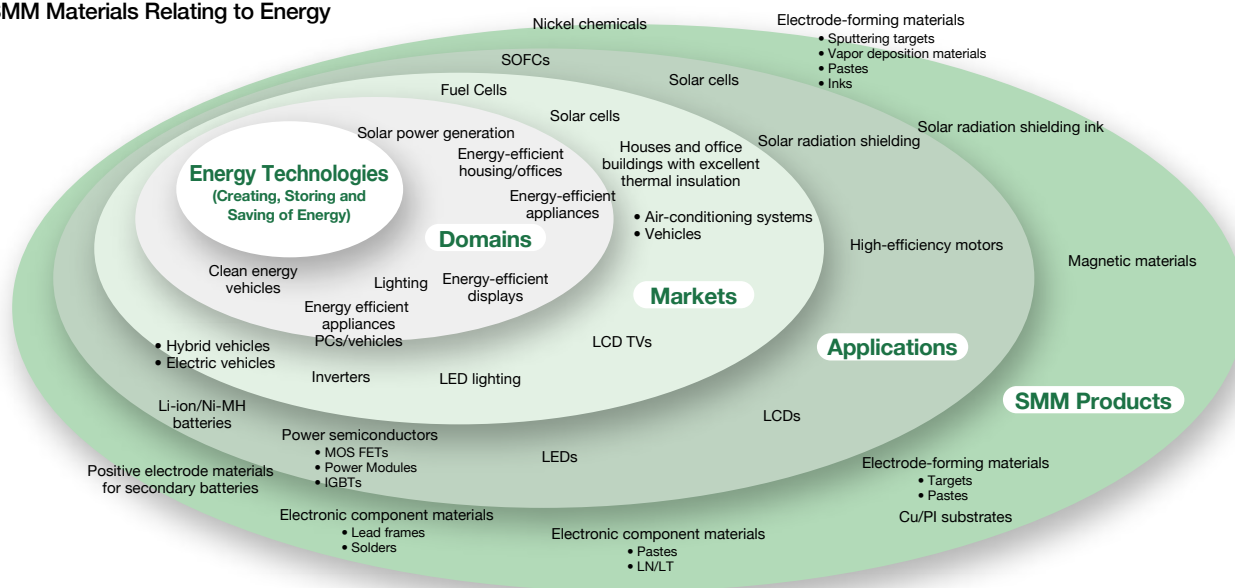 SMM Materials Relating to Energy
Nickel chemicals
Electrode-forming materials
• Sputtering targets
• Vapor deposition materials
• Pastes
• Inks
SOFCs
Solar cells
Fuel Cells
Solar cells
Solar radiation shielding ink
Solar power generation
Solar radiation shielding
Houses and office
buildings with excellent
thermal insulation
Energy-efficient
housing/offices
Energy Technologies
(Creating, Storing and
Saving of Energy)
Energy-efficient
appliances
• Air-conditioning systems
• Vehicles
Domains
High-efficiency motors
Magnetic materials
Clean energy
vehicles
Lighting
Energy-efficient
displays
Markets
Energy efficient
appliances
PCs/vehicles
• Hybrid vehicles
• Electric vehicles
LCD TVs
Applications
Inverters
LED lighting
SMM Products
Li-ion/Ni-MH
batteries
LCDs
Power semiconductors
• MOS FETs
• Power Modules
• IGBTs
LEDs
Positive electrode materials
for secondary batteries
Electrode-forming materials
• Targets
• Pastes
Cu/PI substrates
Electronic component materials
• Lead frames
• Solders
Electronic component materials
• Pastes
• LN/LT